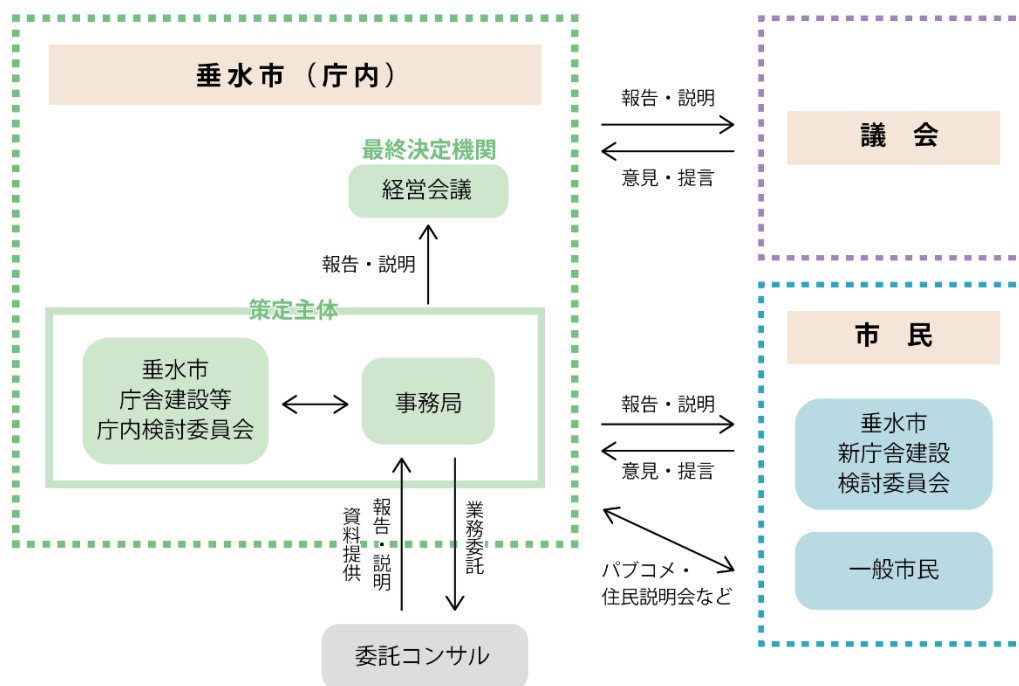 垂水市（庁内）
最終決定機関
経営会議
報告・説明
策定主体
垂水市
庁舎建設等
庁内検討委員会
事務局
資料提供
報告・説明
業務委託
委託コンサル
報告・説明
意見・提言
議　会
市　民
報告・説明
意見・提言
垂水市
新庁舎建設
検討委員会
パブコメ・
住民説明会など
一般市民